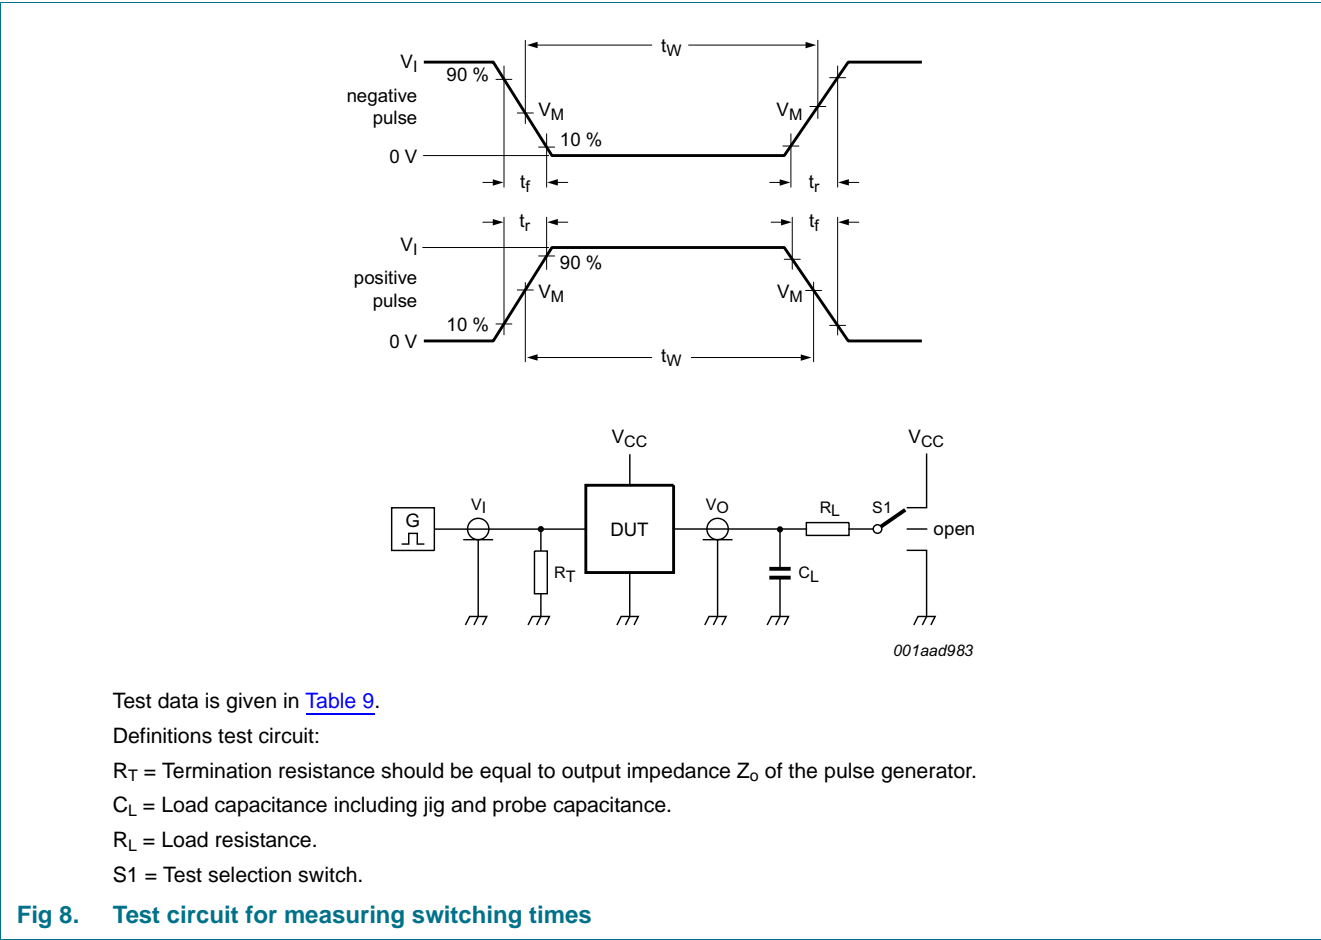 tW
VI
90 %
negative
pulse
VM
VM
10 %
0 V
tf
tr
tr
tf
VI
90 %
positive
pulse
VM
VM
10 %
0 V
tW
VCC
VCC
VI
VO
RL
S1
G
DUT
open
RT
CL
001aad983
Test data is given in Table 9.
Definitions test circuit:
RT = Termination resistance should be equal to output impedance Zo of the pulse generator.
CL = Load capacitance including jig and probe capacitance.
RL = Load resistance.
S1 = Test selection switch.
Fig 8. Test circuit for measuring switching times